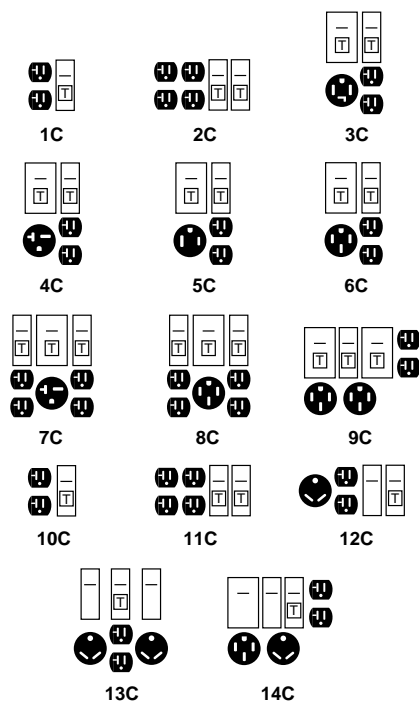 T T
T T T
1C 2C 3C
T T T T T T
4C 5C 6C
T T T T T T T T T
7C 8C 9C
T T T T
10C 11C 12C
T T
13C 14C